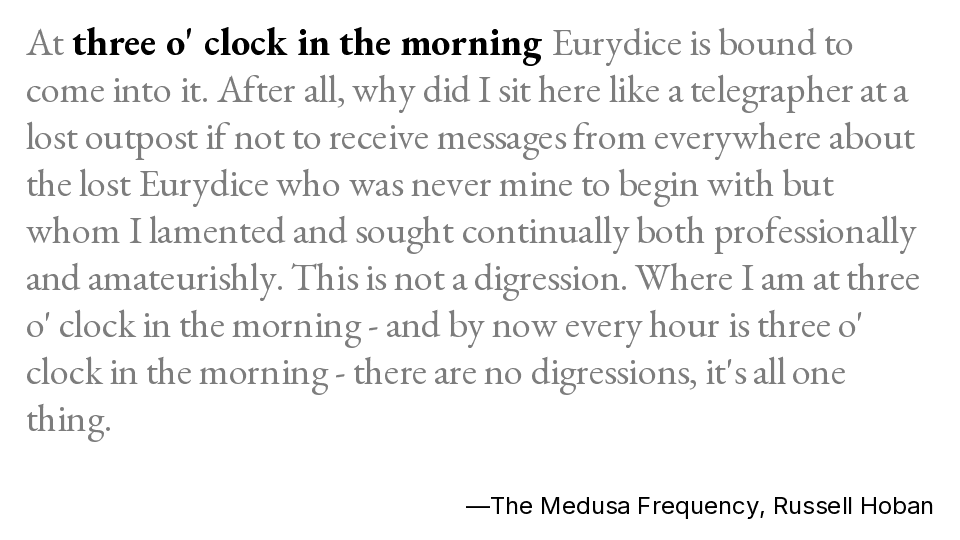 At three o' clock in the morning Eurydice is bound to
come into it. After all, why did I sit here like a telegrapher at a
lost outpost if not to receive messages from everywhere about
the lost Eurydice who was never mine to begin with but
whom I lamented and sought continually both professionally
and amateurishly. This is not a digression. Where I am at three
o' clock in the morning - and by now every hour is three o'
clock in the morning - there are no digressions, it's all one
thing.
—The Medusa Frequency, Russell Hoban